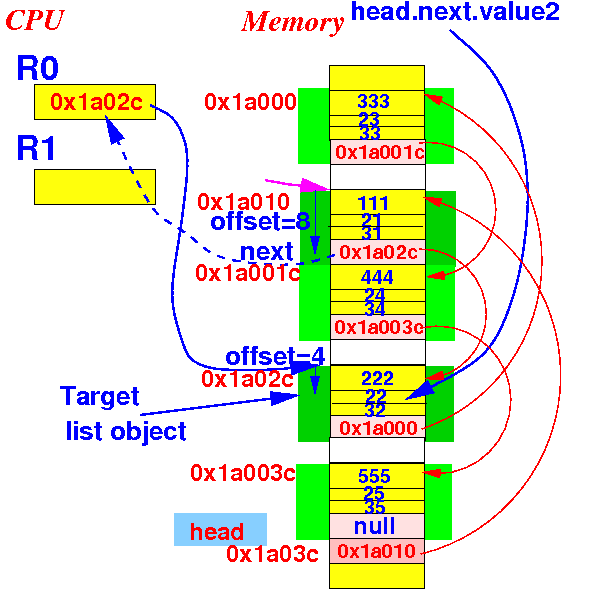 CPU
Memory
head.next.value2
R0
0x1a02c
R1
0x1a000
333
23
33
0x1a001c
0x1a010
111
offset=8
21
31
next
0x1a02c
0x1a001c
444
24
34
0x1a003c
offset=4
0x1a02c
222
22
32
0x1a000
Target
list object
0x1a003c
555
25
35
null
head
0x1a03c
0x1a010